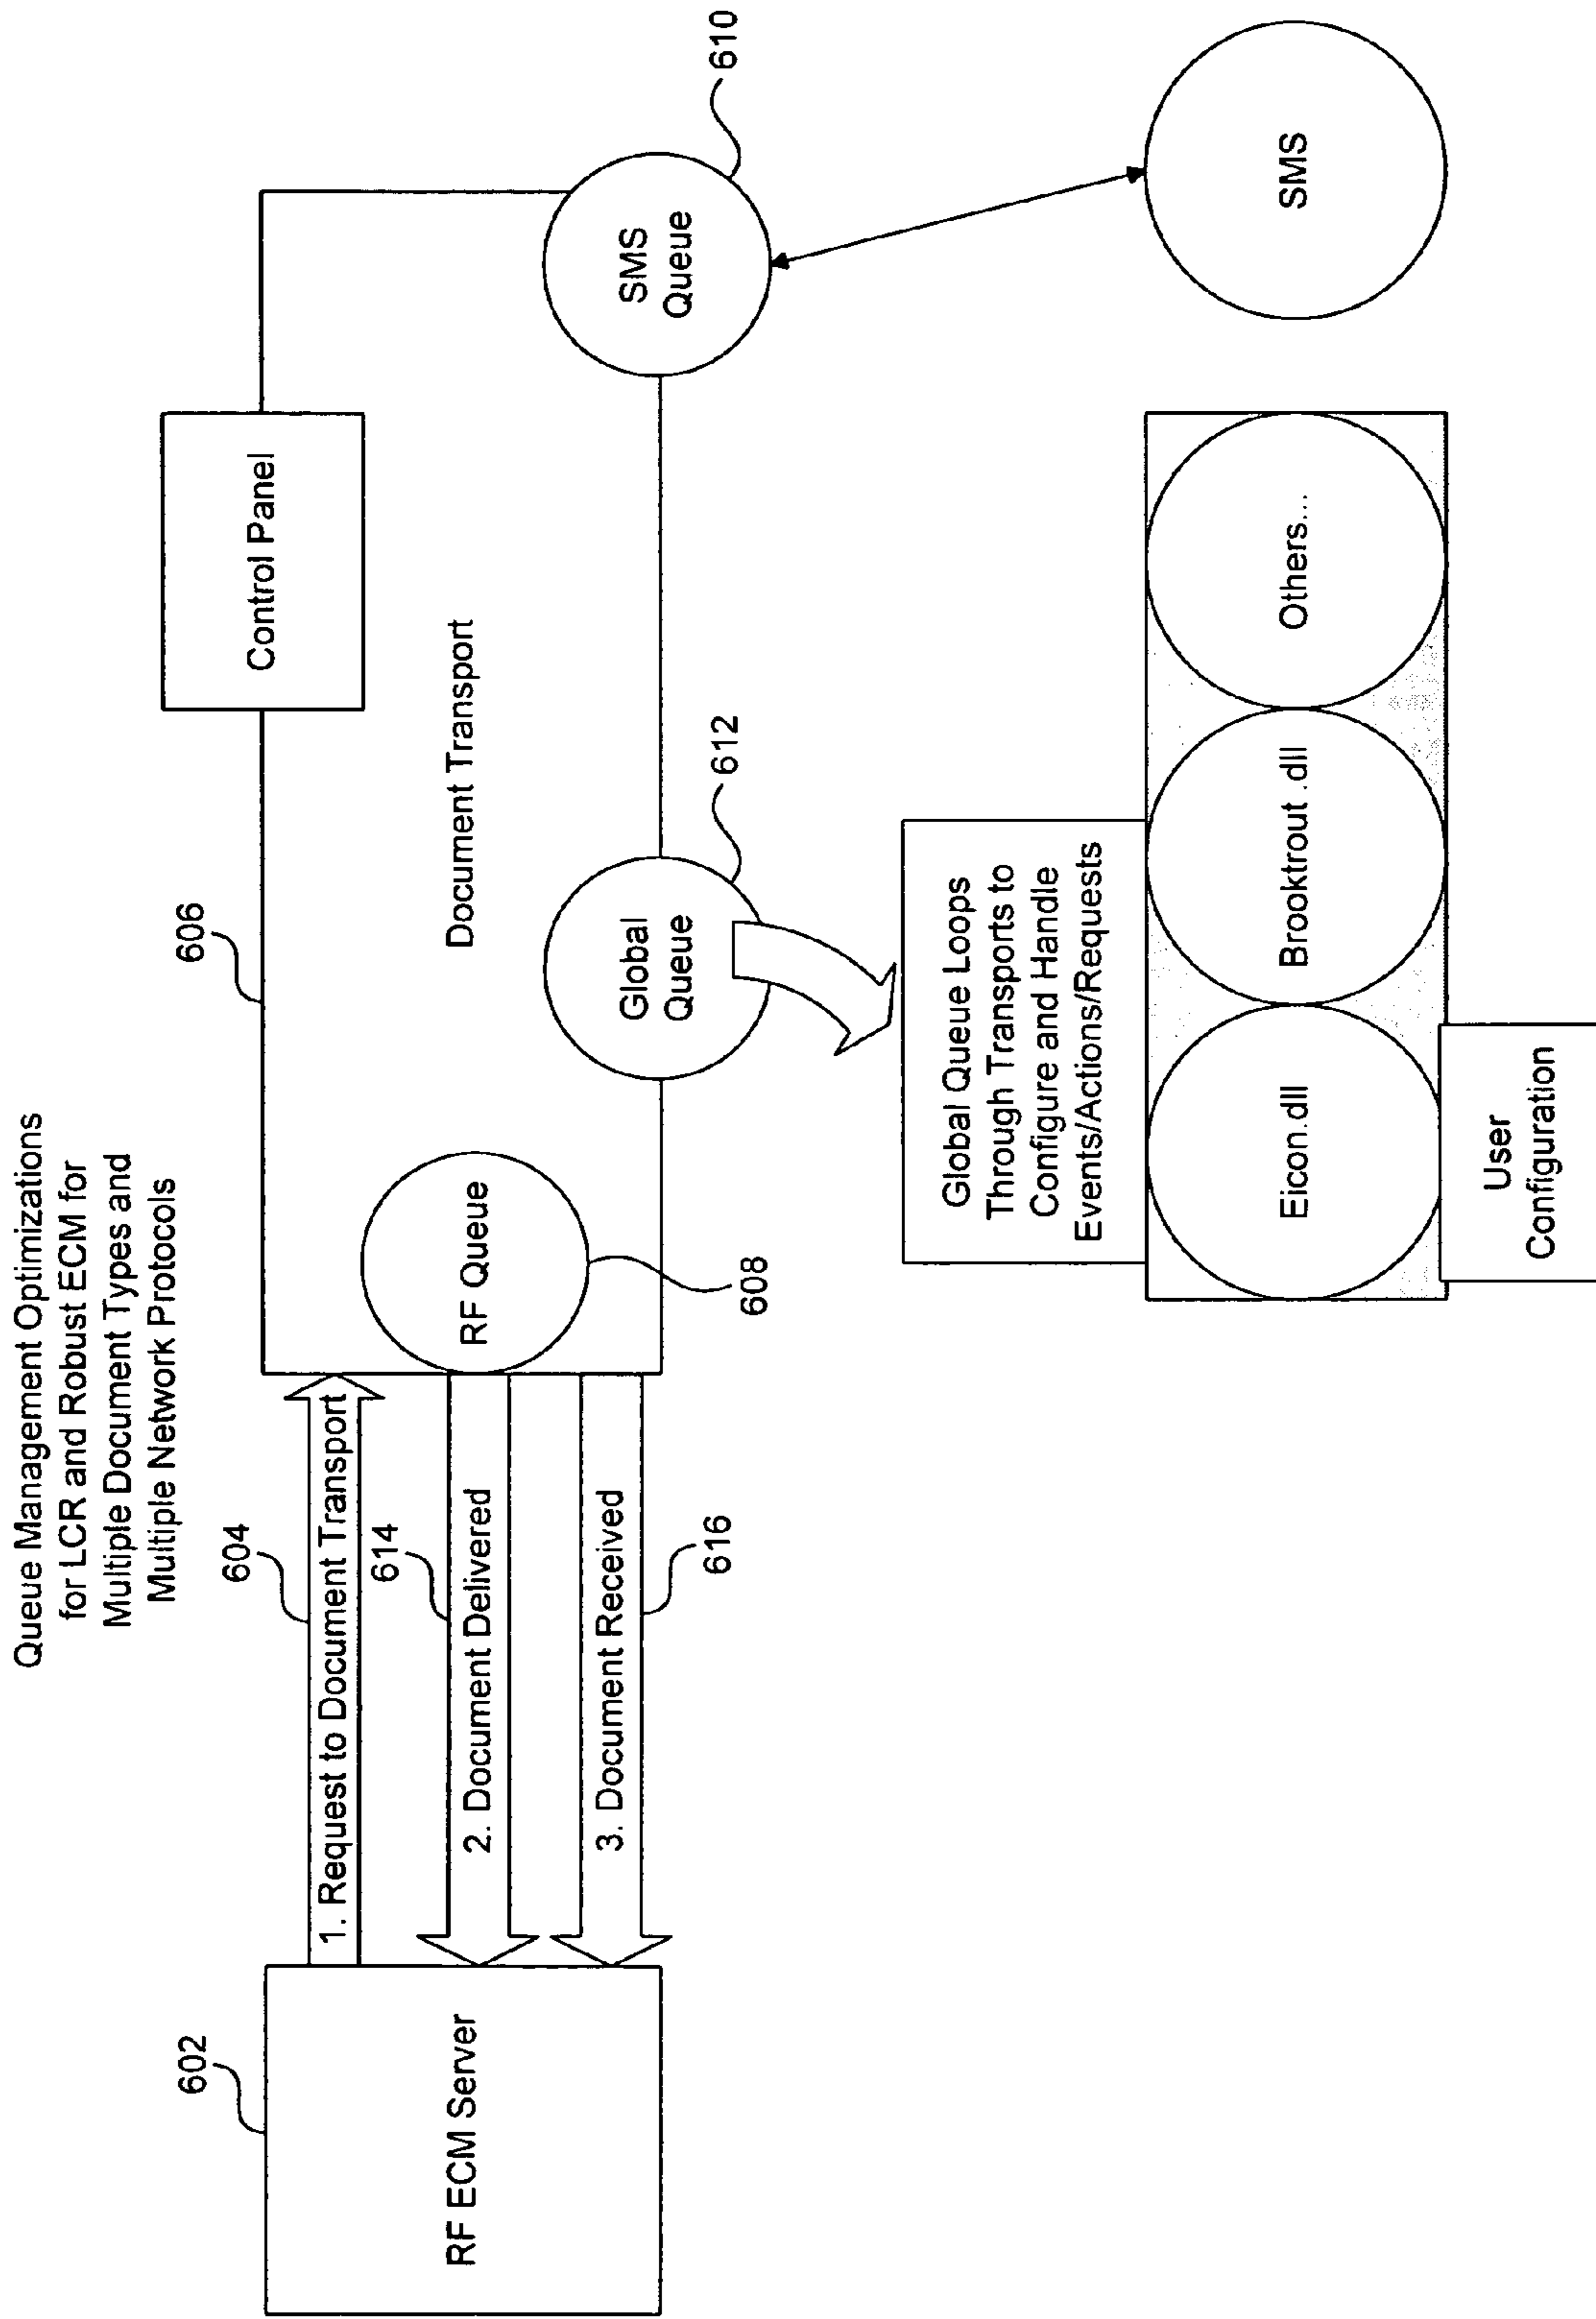 Queue Management Optimizations
for LCR and Robust ECM for
Multiple Document Types and
Multiple Network Protocols
602
RF ECM Server
604
1. Request to Document Transport
614
2. Document Delivered
3. Document Received
616
606
Control Panel
Document Transport
RF Queue
608
Global
Queue
612
SMS
Queue
610
Global Queue Loops
Through Transports to
Configure and Handle
Events/Actions/Requests
Eicon.dll
Brooktrout .dll
Others...
SMS
User
Configuration